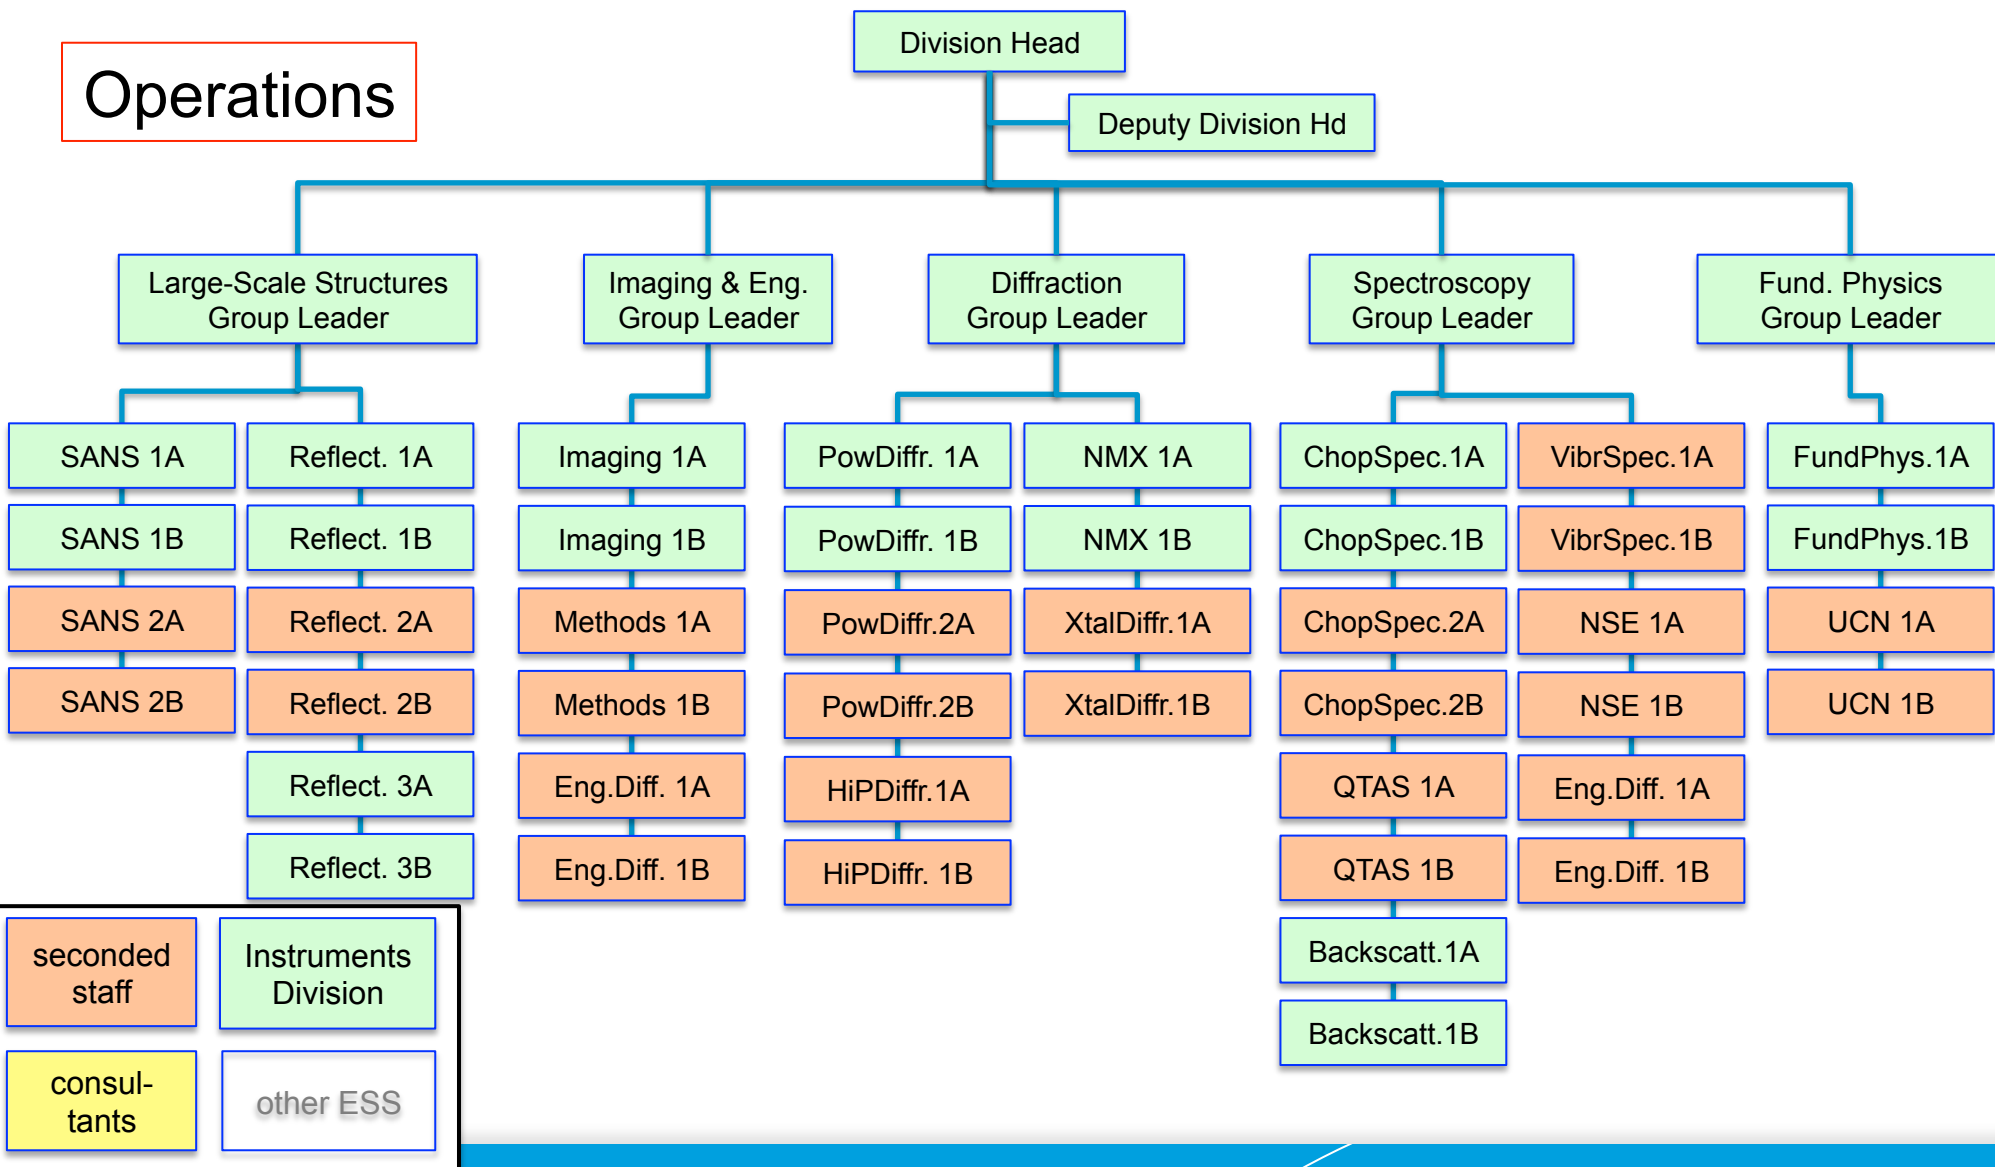 Operations
Division Head
Deputy Division Hd
Large-Scale Structures
Group Leader
Imaging & Eng.
Group Leader
Diffraction
Group Leader
Spectroscopy
Group Leader
Fund. Physics
Group Leader
SANS 1A
SANS 1B
SANS 2A
SANS 2B
Reflect. 1A
Reflect. 1B
Reflect. 2A
Reflect. 2B
Reflect. 3A
Reflect. 3B
Imaging 1A
Imaging 1B
Methods 1A
Methods 1B
Eng.Diff. 1A
Eng.Diff. 1B
PowDiffr. 1A
PowDiffr. 1B
PowDiffr.2A
PowDiffr.2B
HiPDiffr.1A
HiPDiffr. 1B
NMX 1A
NMX 1B
XtalDiffr.1A
XtalDiffr.1B
ChopSpec.1A
ChopSpec.1B
ChopSpec.2A
ChopSpec.2B
QTAS 1A
QTAS 1B
Backscatt.1A
Backscatt.1B
VibrSpec.1A
VibrSpec.1B
NSE 1A
NSE 1B
Eng.Diff. 1A
Eng.Diff. 1B
FundPhys.1A
FundPhys.1B
UCN 1A
UCN 1B
seconded
staff
Instruments
Division
consul-
tants
other ESS